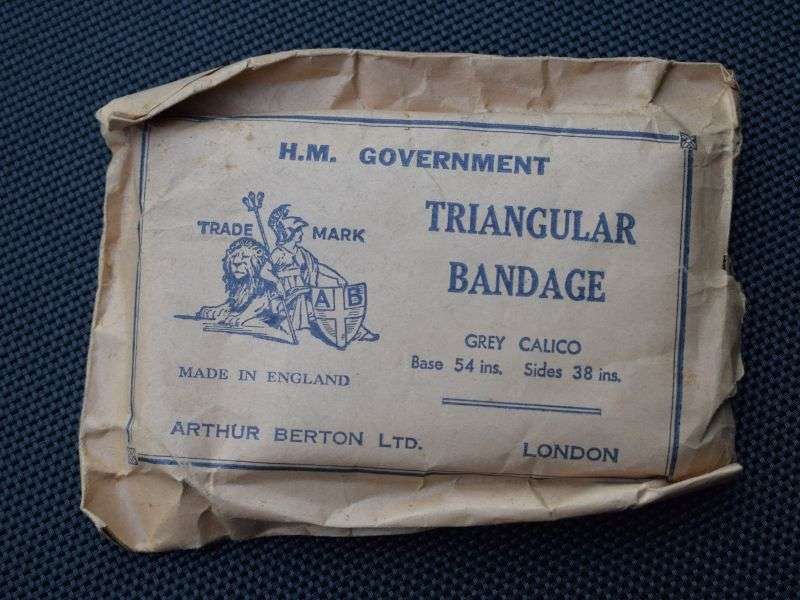 H.M. GOVERNMENT
TRADE MARK
A B
MADE IN ENGLAND
TRIANGULAR
BANDAGE
GREY CALICO
Base 54 ins. Sides 38 ins.
ARTHUR BERTON LTD. LONDON